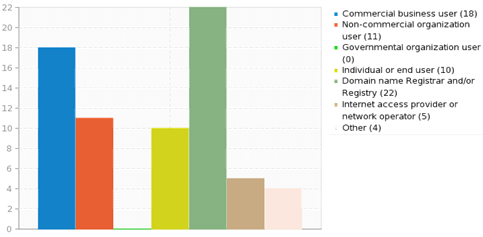 22
20
18
16
14
12
10
8
6
4
2
0
Commercial business user (18)
Non-commercial organization
user (11)
Governmental organization user
(0)
Individual or end user (10)
Domain name Registrar and/or
Registry (22)
Internet access provider or
network operator (5)
Other (4)